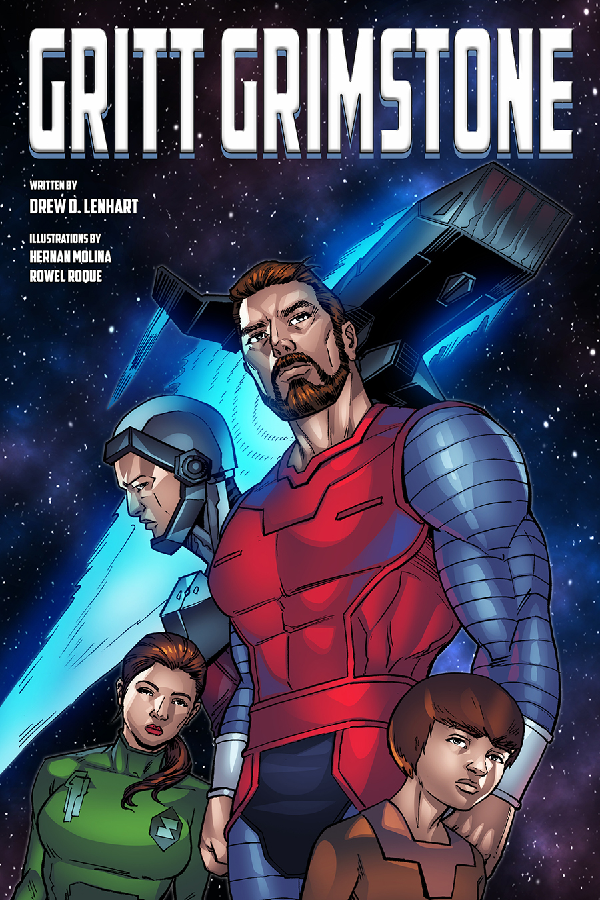 GRITT GRIMSTONE
WRITTEN BY
DREW D. LENHART
ILLUSTRATIONS BY
HERNAN MOLINA
ROWEL ROQUE